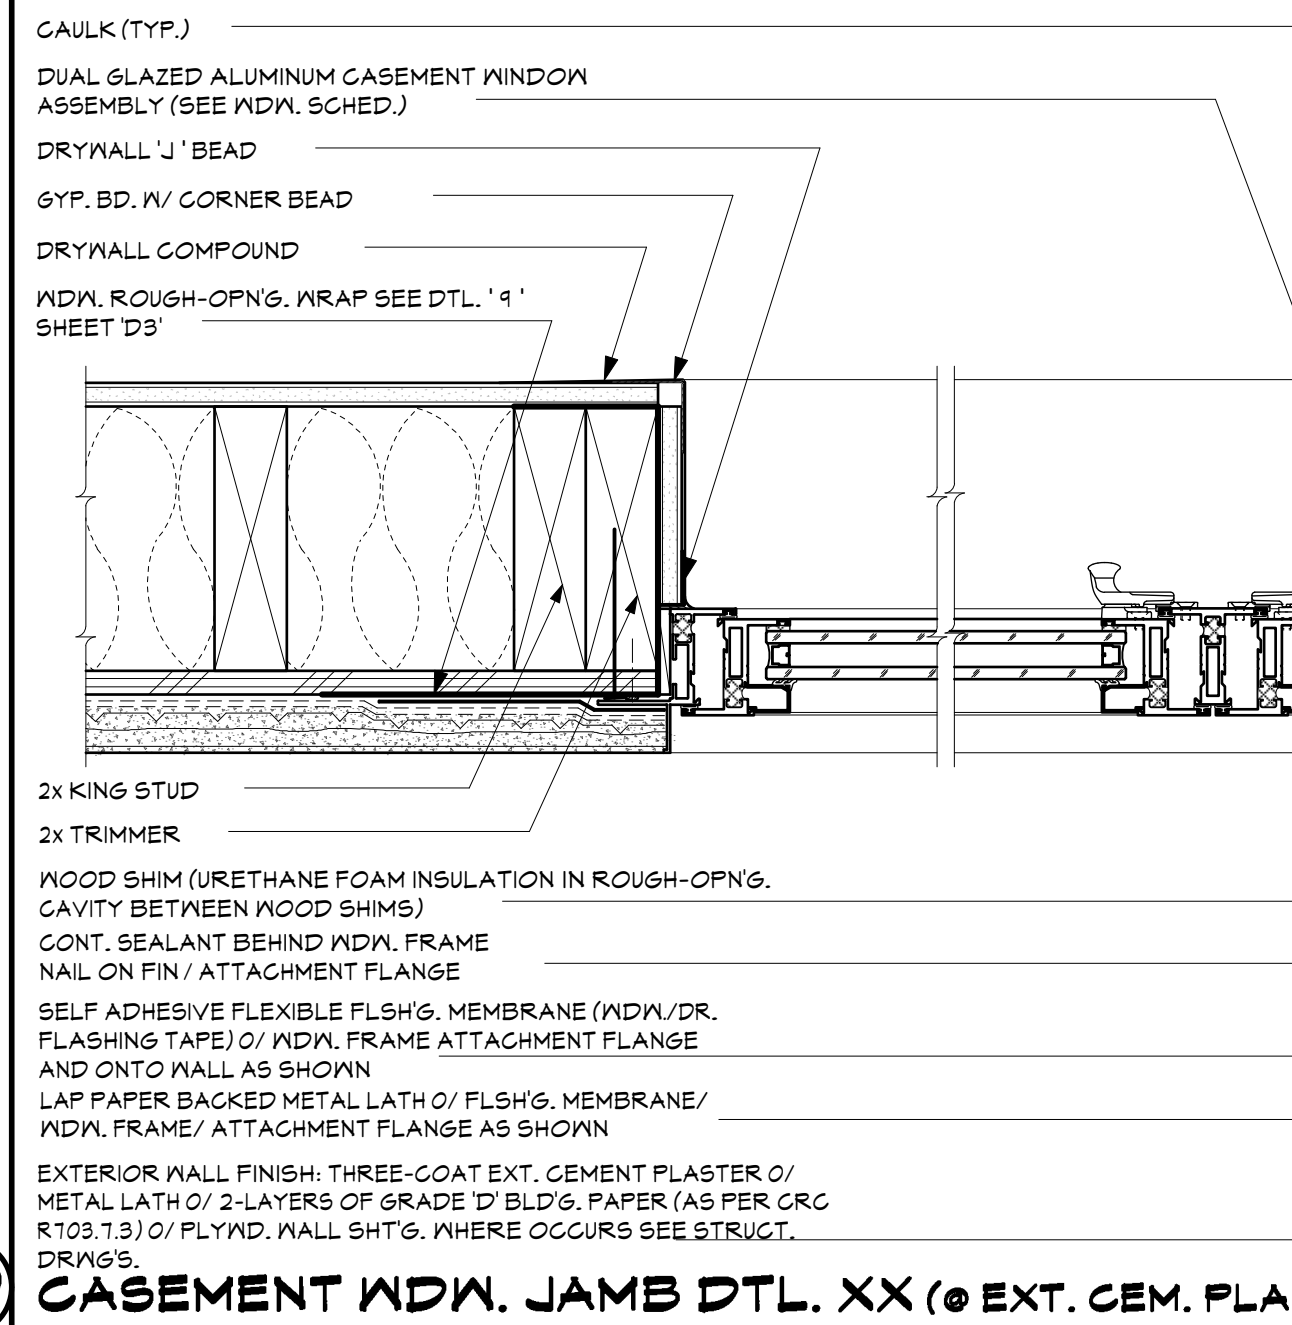 CAULK (TYP.)
DUAL GLAZED ALUMINUM CASEMENT WINDOW
ASSEMBLY (SEE WDW. SCHED.)
DRYWALL 'J' BEAD
GYP. BD. W/ CORNER BEAD
DRYWALL COMPOUND
WDW. ROUGH-OPN'G. WRAP SEE DTL. '9'
SHEET 'D3'
2x KING STUD
2x TRIMMER
WOOD SHIM (URETHANE FOAM INSULATION IN ROUGH-OPN'G.
CAVITY BETWEEN WOOD SHIMS)
CONT. SEALANT BEHIND WDW. FRAME
NAIL ON FIN / ATTACHMENT FLANGE
SELF ADHESIVE FLEXIBLE FLSH'G. MEMBRANE (WDW./DR.
FLASHING TAPE) O/ WDW. FRAME ATTACHMENT FLANGE
AND ONTO WALL AS SHOWN
LAP PAPER BACKED METAL LATH O/ FLSH'G. MEMBRANE/
WDW. FRAME/ ATTACHMENT FLANGE AS SHOWN
EXTERIOR WALL FINISH: THREE-COAT EXT. CEMENT PLASTER O/
METAL LATH O/ 2-LAYERS OF GRADE 'D' BLD'G. PAPER (AS PER CRC
R703.7.3) O/ PLYWD. WALL SHT'G. WHERE OCCURS SEE STRUCT.
DRWG'S.
CASEMENT WDW. JAMB DTL. XX (@ EXT. CEM. PLA